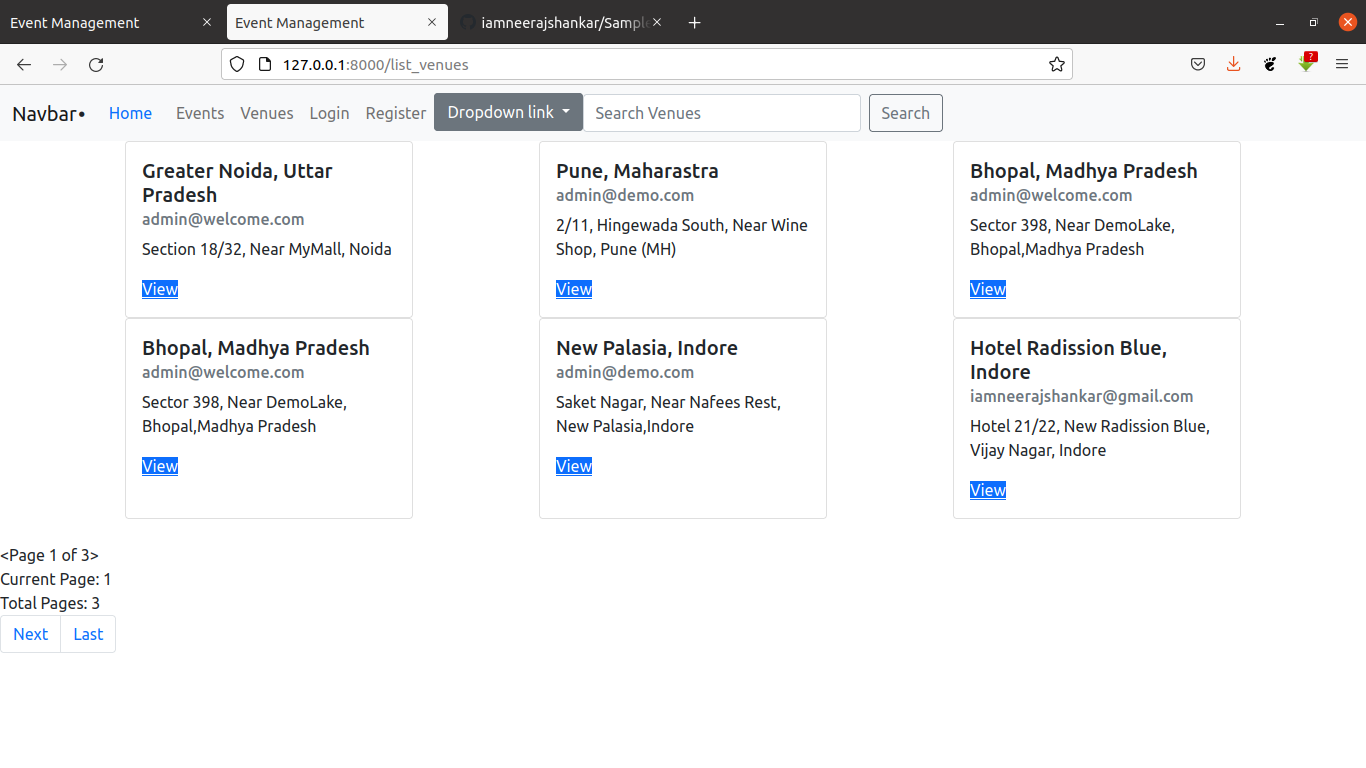 Event Management
Event Management
iamneerajshankar/Sampl
127.0.0.1:8000/list_venues
?
Navbar• Home Events Venues Login Register Dropdown link Search Venues Search
Greater Noida, Uttar
Pradesh
admin@welcome.com
Section 18/32, Near MyMall, Noida
View
Pune, Maharastra
admin@demo.com
2/11, Hingewada South, Near Wine
Shop, Pune (MH)
View
Bhopal, Madhya Pradesh
admin@welcome.com
Sector 398, Near DemoLake,
Bhopal,Madhya Pradesh
View
Bhopal, Madhya Pradesh
admin@welcome.com
Sector 398, Near DemoLake,
Bhopal,Madhya Pradesh
View
New Palasia, Indore
admin@demo.com
Saket Nagar, Near Nafees Rest,
New Palasia,Indore
View
Hotel Radission Blue,
Indore
iamneerajshankar@gmail.com
Hotel 21/22, New Radission Blue,
Vijay Nagar, Indore
View
<Page 1 of 3>
Current Page: 1
Total Pages: 3
Next Last